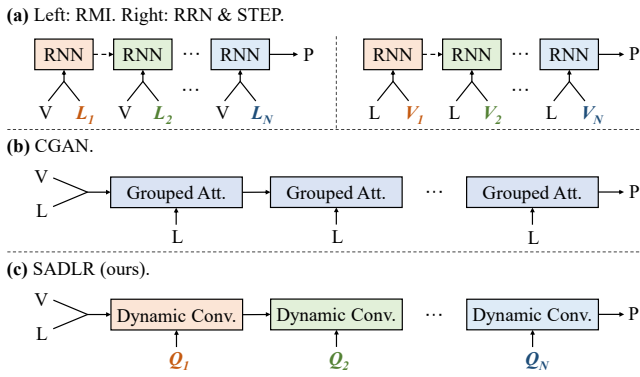 (a) Left: RMI. Right: RRN & STEP.
RNN RNN ... RNN P RNN RNN ... RNN P
... ...
V L1 V L2 V LN L V1 L V2 L VN
(b) CGAN.
V
Grouped Att. Grouped Att. ... Grouped Att. P
L
L L L
(c) SADLR (ours).
V
Dynamic Conv. Dynamic Conv. ... Dynamic Conv. P
L
Q1 Q2 QN